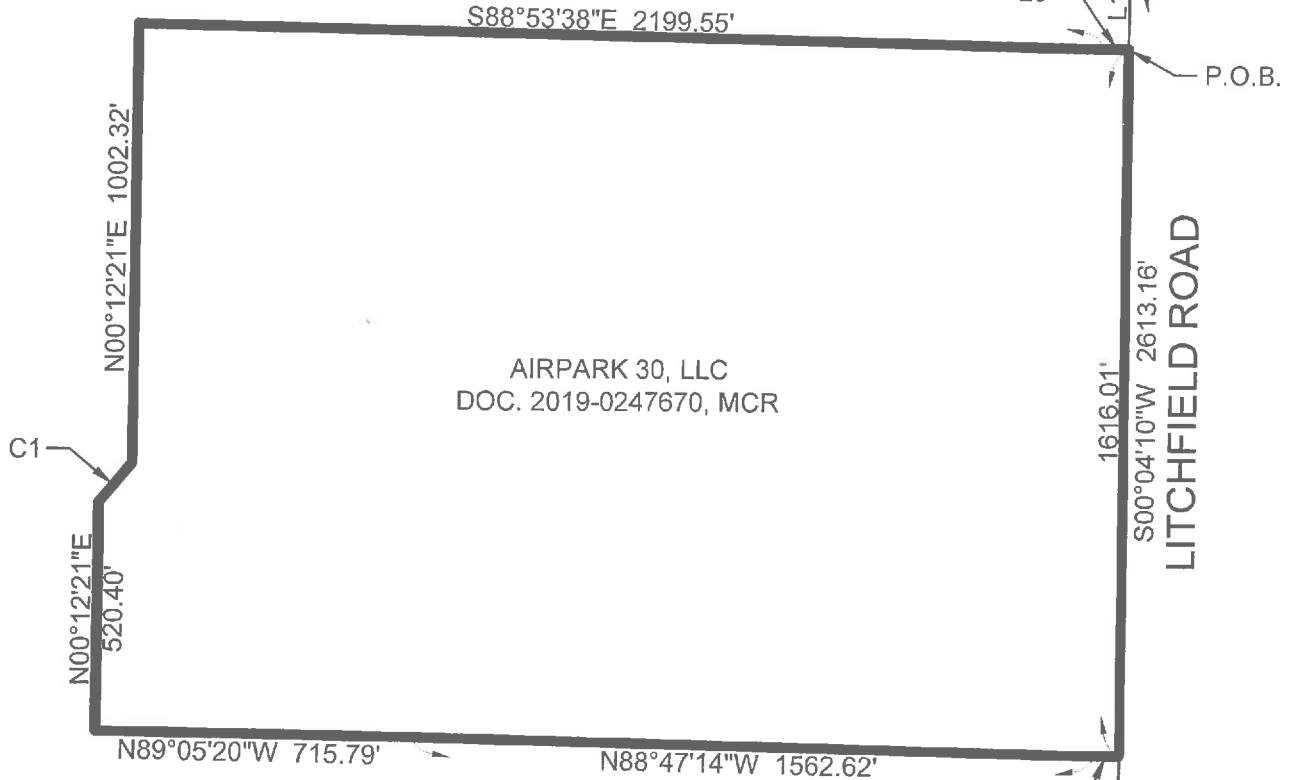 S88°53'38"E 2199.55'
P.O.B.
N00°12'21"E 1002.32'
AIRPARK 30, LLC
DOC. 2019-0247670, MCR
1616.01'
S00°04'10"W 2613.16'
LITCHFIELD ROAD
C1
N00°12'21"E
520.40'
N89°05'20"W 715.79'
N88°47'14"W 1562.62'